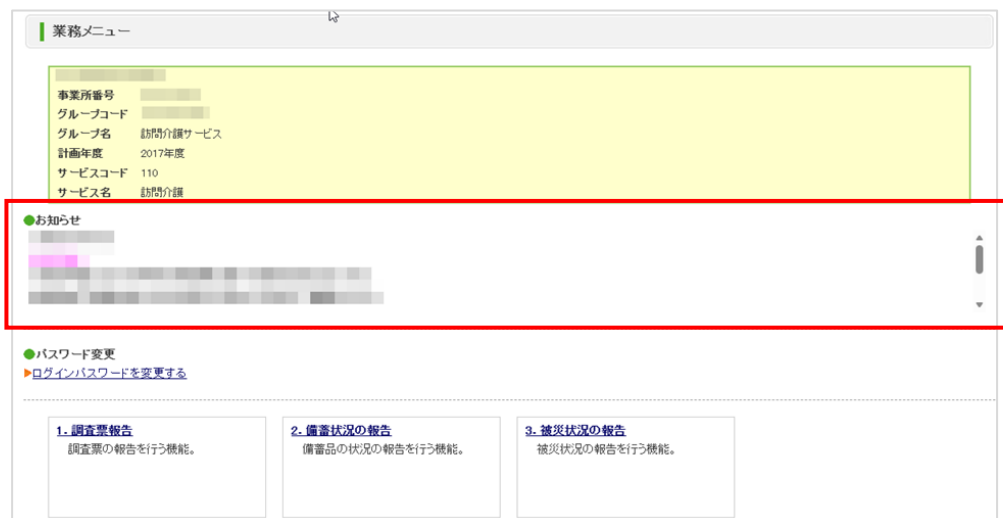 業務メニュー
事業所番号
グループコード
グループ名 訪問介護サービス
計画年度 2017年度
サービスコード 110
サービス名 訪問介護
●お知らせ
●パスワード変更
▶ログインパスワードを変更する
1. 調査票報告
調査票の報告を行う機能。
2. 備蓄状況の報告
備蓄品の状況の報告を行う機能。
3. 被災状況の報告
被災状況の報告を行う機能。